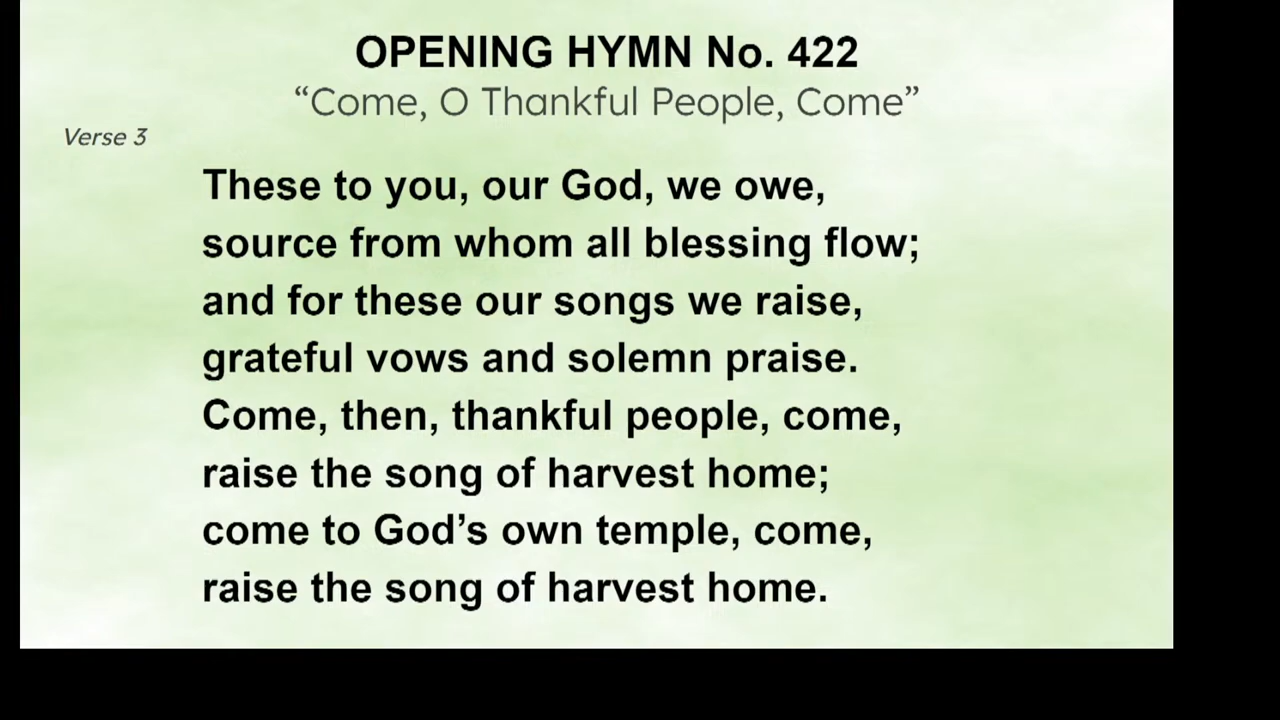 OPENING HYMN No. 422
“Come, O Thankful People, Come”
Verse 3
These to you, our God, we owe,
source from whom all blessing flow;
and for these our songs we raise,
grateful vows and solemn praise.
Come, then, thankful people, come,
raise the song of harvest home;
come to God’s own temple, come,
raise the song of harvest home.